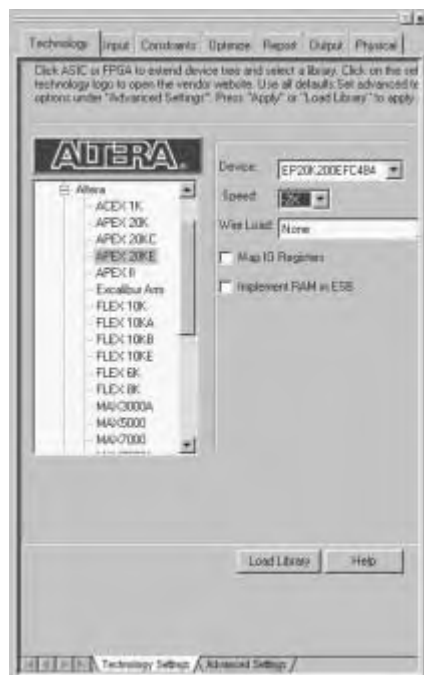 Technology Input Constraints Optimize Report Output Physical
Click ASIC or FPGA to extend device tree and select a library. Click on the
technology logo to open the vendor website. Use all defaults. Set advanced
options under "Advanced Settings". Press "Apply" or "Load Library" to apply
ALTERA
Device: EP20K200EFC484
Altera
Speed:
ACEX 1K
APEX 20K
Wire Load: None
APEX 20KC
APEX 20KE
Map IO Registers
APEX II
Excalibur Arm
Implement RAM in ESB
FLEX 10K
FLEX 10KA
FLEX 10KB
FLEX 10KE
FLEX 6K
FLEX 8K
MAX3000A
MAX5000
MAX7000
Load Library Help
Technology Settings Advanced Settings